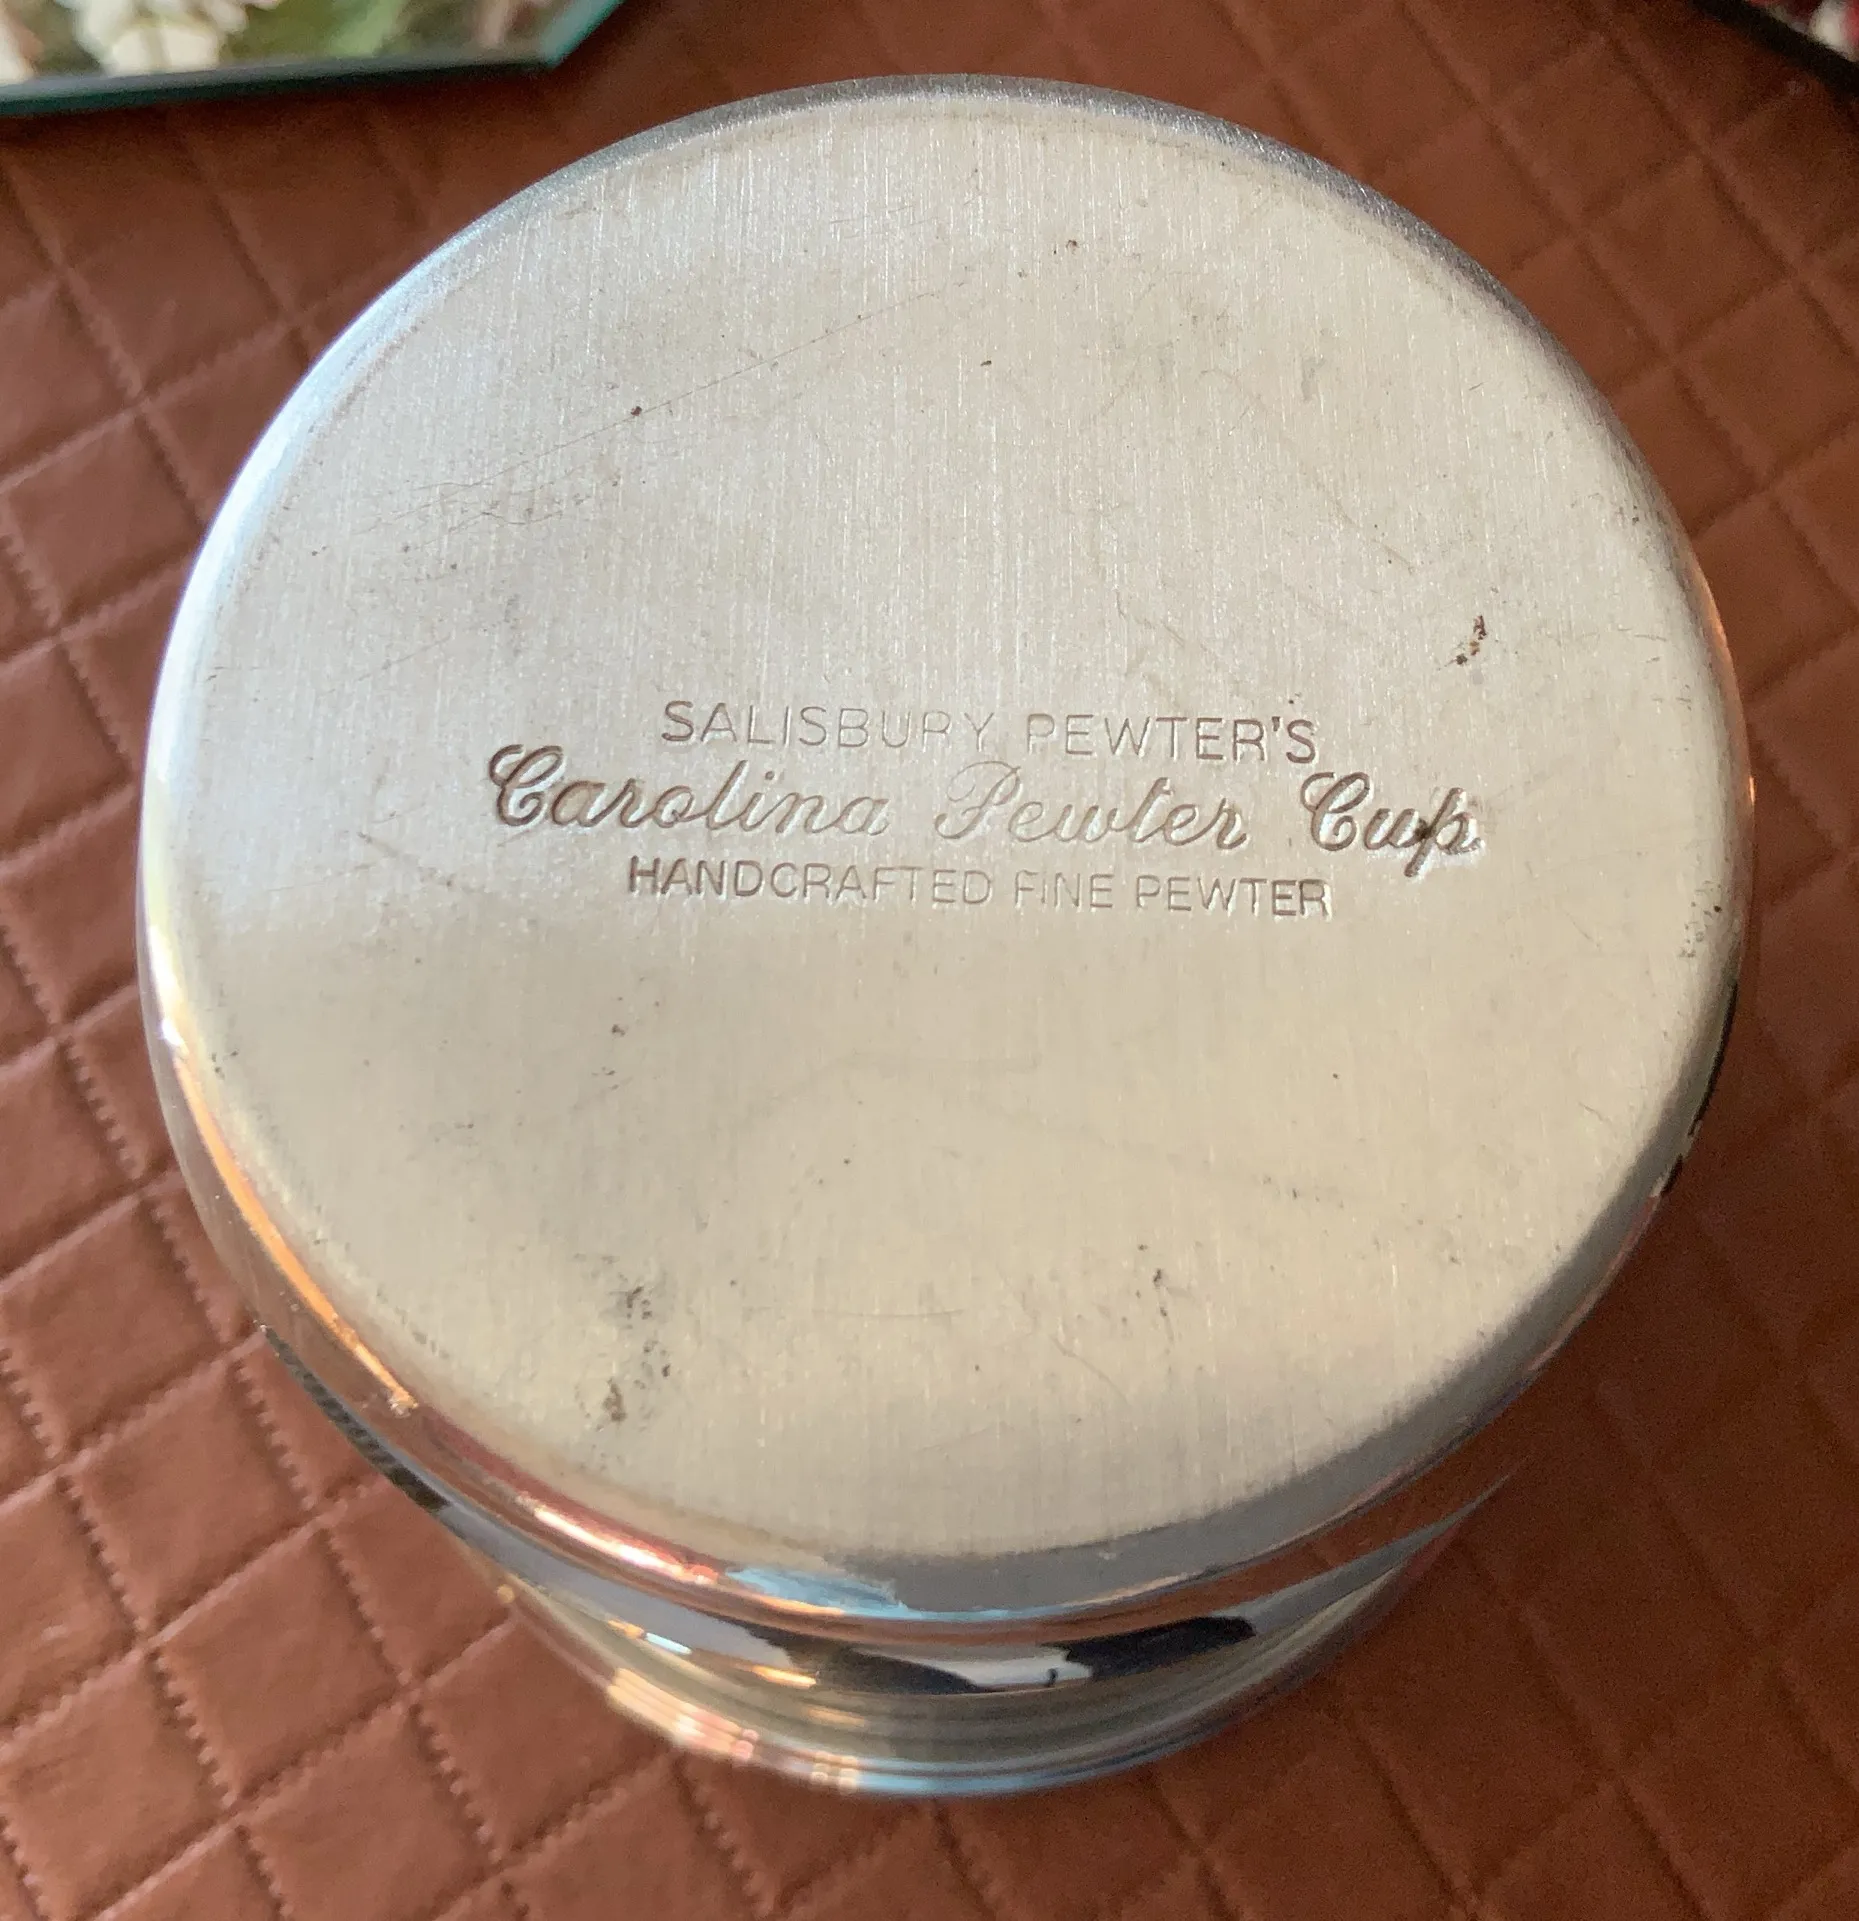 SALISBURY PEWTER'S
Carolina Pewter Cup
HANDCRAFTED FINE PEWTER